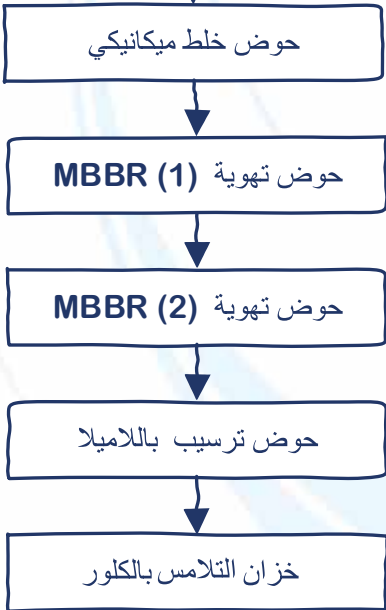 حوض خلط ميكانيكي
حوض تهوية MBBR (1)
حوض تهوية MBBR (2)
حوض ترسيب باللاميلا
خزان التلامس بالكلور